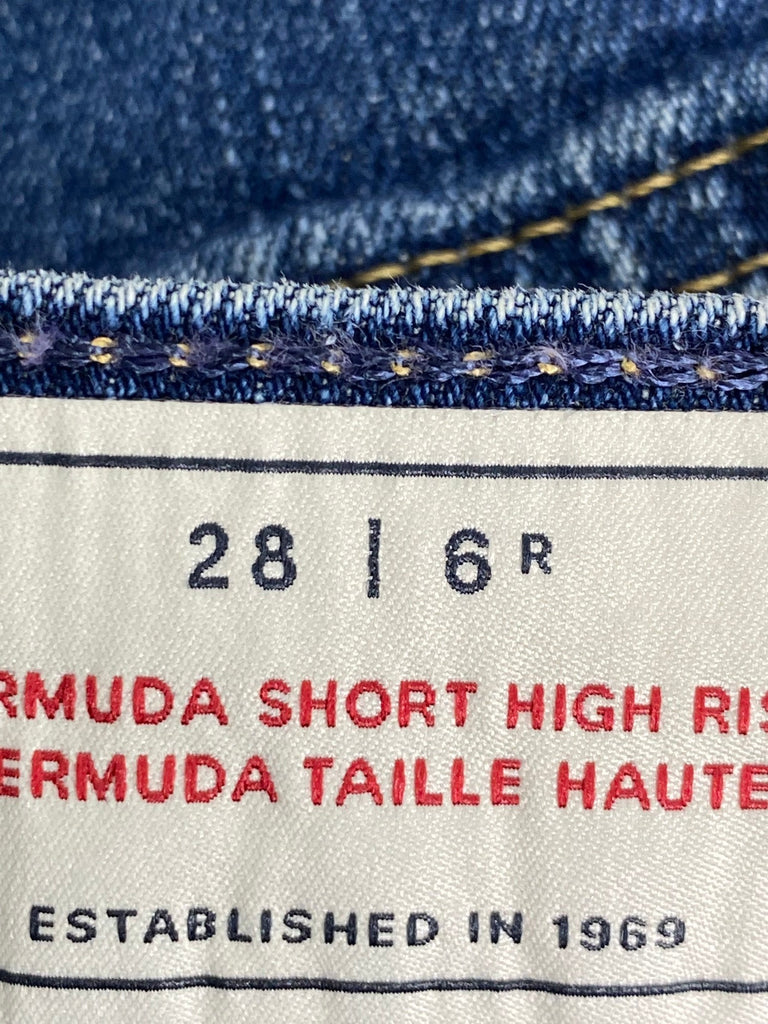 28 | 6 R
RMUDA SHORT HIGH RIS
ERMUDA TAILLE HAUTE
ESTABLISHED IN 1969